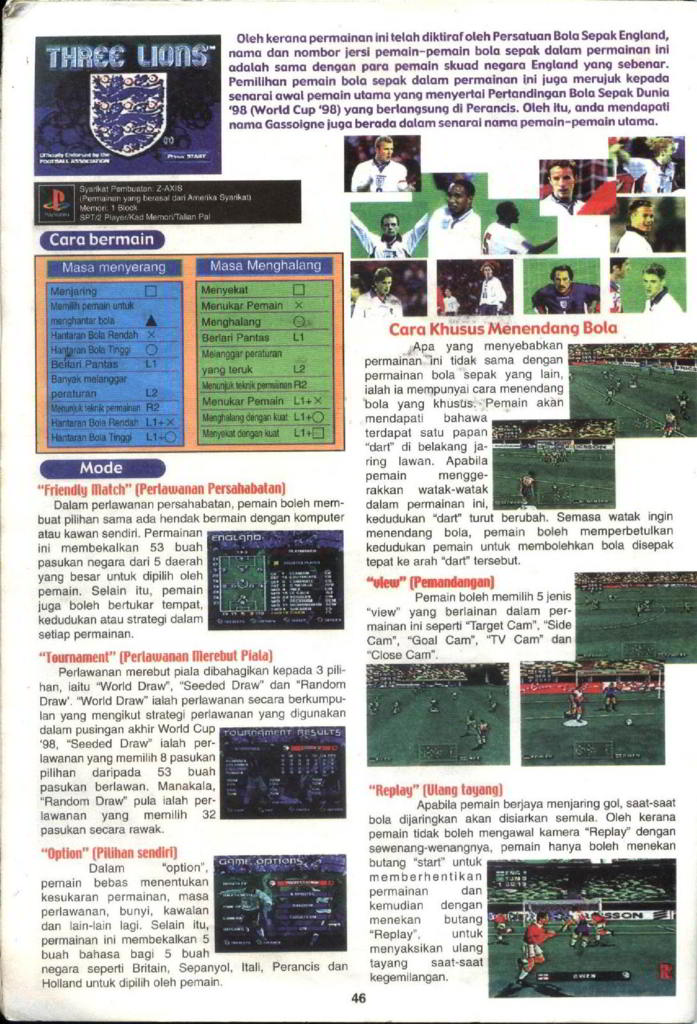 THREE LIONS™
Officially Endorsed by the
FOOTBALL ASSOCIATION
Press START
Oleh kerana permainan ini telah diktiraf oleh Persatuan Bola Sepak England,
nama dan nombor jersi pemain-pemain bola sepak dalam permainan ini
adalah sama dengan para pemain skuad negara England yang sebenar.
Pemilihan pemain bola sepak dalam permainan ini juga merujuk kepada
senarai awal pemain utama yang menyertai Pertandingan Bola Sepak Dunia
'98 (World Cup '98) yang berlangsung di Perancis. Oleh itu, anda mendapati
nama Gassoigne juga berada dalam senarai nama pemain-pemain utama.
Syarikat Pembuatan: Z-AXIS
(Permainan yang berasal dari Amerika Syarikat)
Memori: 1 Block
SPT/2 Player/Kad Memori/Talian Pal
PlayStation
Cara bermain
Masa menyerang
Menjaring □
Memilih pemain untuk
menghantar bola ▲
Hantaran Bola Rendah ×
Hantaran Bola Tinggi ○
Berlari Pantas L1
Banyak melanggar
peraturan L2
Menunjuk teknik permainan R2
Hantaran Bola Rendah L1+×
Hantaran Bola Tinggi L1+○
Masa Menghalang
Menyekat □
Menukar Pemain ×
Menghalang ○
Berlari Pantas L1
Melanggar peraturan
yang teruk L2
Menunjuk teknik permainan R2
Menukar Pemain L1+×
Menghalang dengan kuat L1+○
Menyekat dengan kuat L1+□
Mode
"Friendly Match" (Perlawanan Persahabatan)
Dalam perlawanan persahabatan, pemain boleh mem-
buat pilihan sama ada hendak bermain dengan komputer
atau kawan sendiri. Permainan
ini membekalkan 53 buah
pasukan negara dari 5 daerah
yang besar untuk dipilih oleh
pemain. Selain itu, pemain
juga boleh bertukar tempat,
kedudukan atau strategi dalam
setiap permainan.
ENGLAND
"Tournament" (Perlawanan Merebut Piala)
Perlawanan merebut piala dibahagikan kepada 3 pili-
han, iaitu "World Draw", "Seeded Draw" dan "Random
Draw'. "World Draw" ialah perlawanan secara berkumpu-
lan yang mengikut strategi perlawanan yang digunakan
dalam pusingan akhir World Cup
'98, "Seeded Draw" ialah per-
lawanan yang memilih 8 pasukan
pilihan daripada 53 buah
pasukan berlawan. Manakala,
"Random Draw" pula ialah per-
lawanan yang memilih 32
pasukan secara rawak.
TOURNAMENT RESULTS
"Option" (Pilihan sendiri)
Dalam "option",
pemain bebas menentukan
kesukaran permainan, masa
perlawanan, bunyi, kawalan
dan lain-lain lagi. Selain itu,
permainan ini membekalkan 5
buah bahasa bagi 5 buah
negara seperti Britain, Sepanyol, Itali, Perancis dan
Holland untuk dipilih oleh pemain.
GAME OPTIONS
Cara Khusus Menendang Bola
Apa yang menyebabkan
permainan ini tidak sama dengan
permainan bola sepak yang lain,
ialah ia mempunyai cara menendang
bola yang khusus. Pemain akan
mendapati bahawa
terdapat satu papan
"dart" di belakang ja-
ring lawan. Apabila
pemain mengge-
rakkan watak-watak
dalam permainan ini,
kedudukan "dart" turut berubah. Semasa watak ingin
menendang bola, pemain boleh memperbetulkan
kedudukan pemain untuk membolehkan bola disepak
tepat ke arah "dart" tersebut.
"View" (Pemandangan)
Pemain boleh memilih 5 jenis
"view" yang berlainan dalam per-
mainan ini seperti "Target Cam", "Side
Cam", "Goal Cam", "TV Cam" dan
"Close Cam".
"Replay" (Ulang tayang)
Apabila pemain berjaya menjaring gol, saat-saat
bola dijaringkan akan disiarkan semula. Oleh kerana
pemain tidak boleh mengawal kamera "Replay" dengan
sewenang-wenangnya, pemain hanya boleh menekan
butang "start" untuk
memberhentikan
permainan dan
kemudian dengan
menekan butang
"Replay", untuk
menyaksikan ulang
tayang saat-saat
kegemilangan.
OWEN
R
46